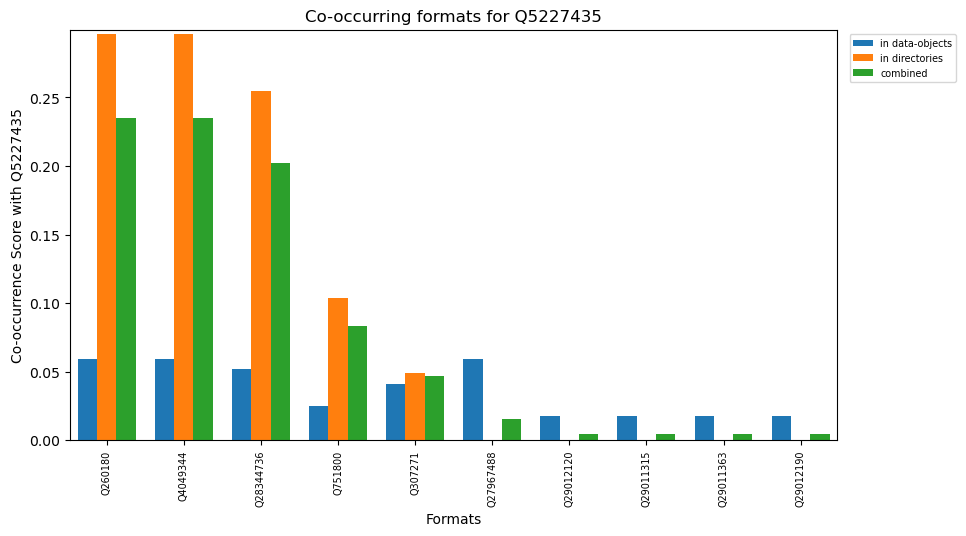 Co-occurring formats for Q5227435
in data-objects
in directories
combined
Co-occurrence Score with Q5227435
0.25
0.20
0.15
0.10
0.05
0.00
Q260180
Q4049344
Q28344736
Q751800
Q307271
Q27967488
Q29012120
Q29011315
Q29011363
Q29012190
Formats